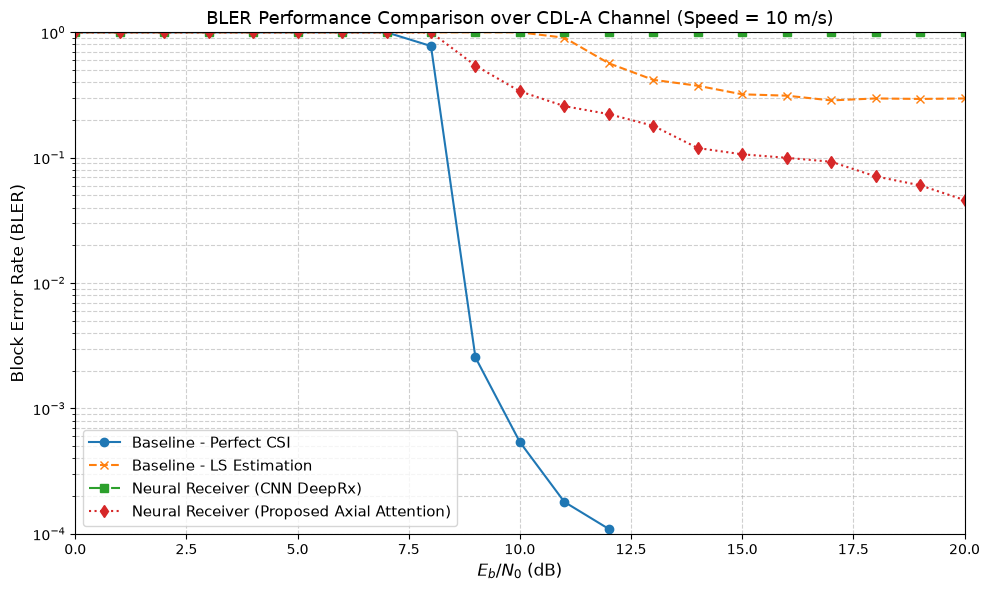 BLER Performance Comparison over CDL-A Channel (Speed = 10 m/s)
Block Error Rate (BLER)
10⁰
10⁻¹
10⁻²
10⁻³
10⁻⁴
Baseline - Perfect CSI
Baseline - LS Estimation
Neural Receiver (CNN DeepRx)
Neural Receiver (Proposed Axial Attention)
0.0 2.5 5.0 7.5 10.0 12.5 15.0 17.5 20.0
E_b/N_0 (dB)